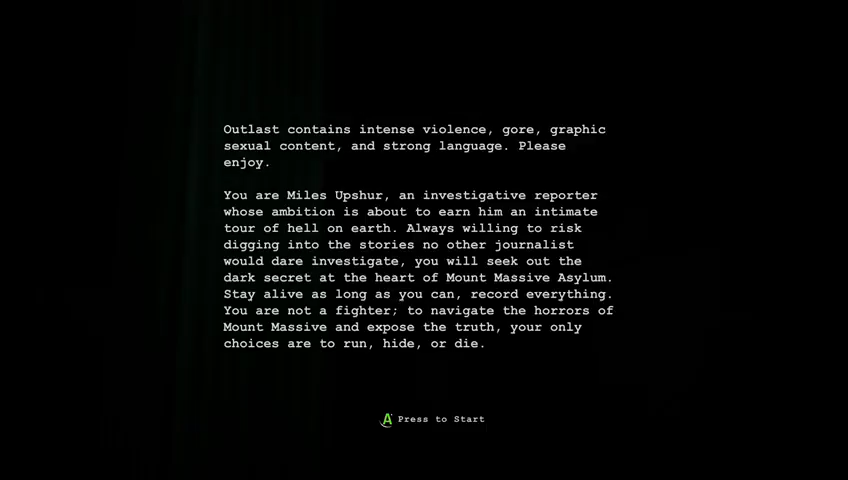 Outlast contains intense violence, gore, graphic
sexual content, and strong language. Please
enjoy.
You are Miles Upshur, an investigative reporter
whose ambition is about to earn him an intimate
tour of hell on earth. Always willing to risk
digging into the stories no other journalist
would dare investigate, you will seek out the
dark secret at the heart of Mount Massive Asylum.
Stay alive as long as you can, record everything.
You are not a fighter; to navigate the horrors of
Mount Massive and expose the truth, your only
choices are to run, hide, or die.
A Press to Start